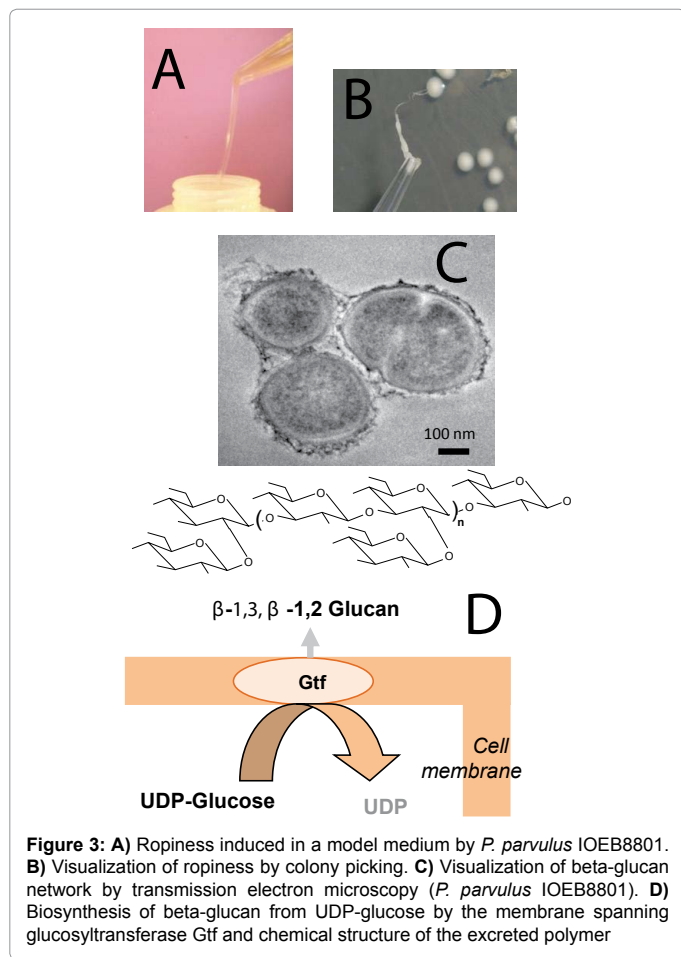 A
B
C
100 nm
O
O
O
O
O
(
O
O
O
)n
O
O
O
O
O
O
β-1,3, β -1,2 Glucan
D
Gtf
Cell
membrane
UDP-Glucose
UDP
Figure 3: A) Ropiness induced in a model medium by P. parvulus IOEB8801.
B) Visualization of ropiness by colony picking. C) Visualization of beta-glucan
network by transmission electron microscopy (P. parvulus IOEB8801). D)
Biosynthesis of beta-glucan from UDP-glucose by the membrane spanning
glucosyltransferase Gtf and chemical structure of the excreted polymer